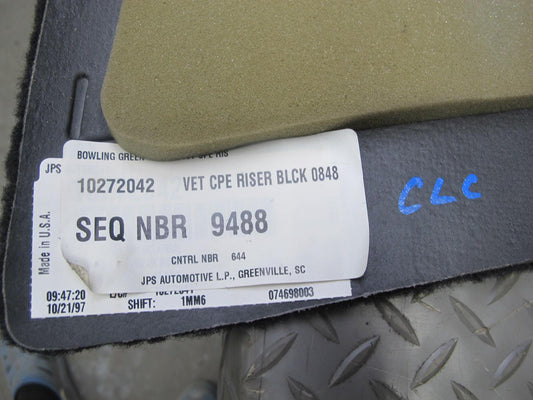 BOWLING GREEN
JPS
10272042 VET CPE RISER BLCK 0848
SEQ NBR 9488
CNTRL NBR 644
JPS AUTOMOTIVE L.P., GREENVILLE, SC
Made in U.S.A.
09:47:20
10/21/97 SHIFT: 1MM6 074698003
CLC